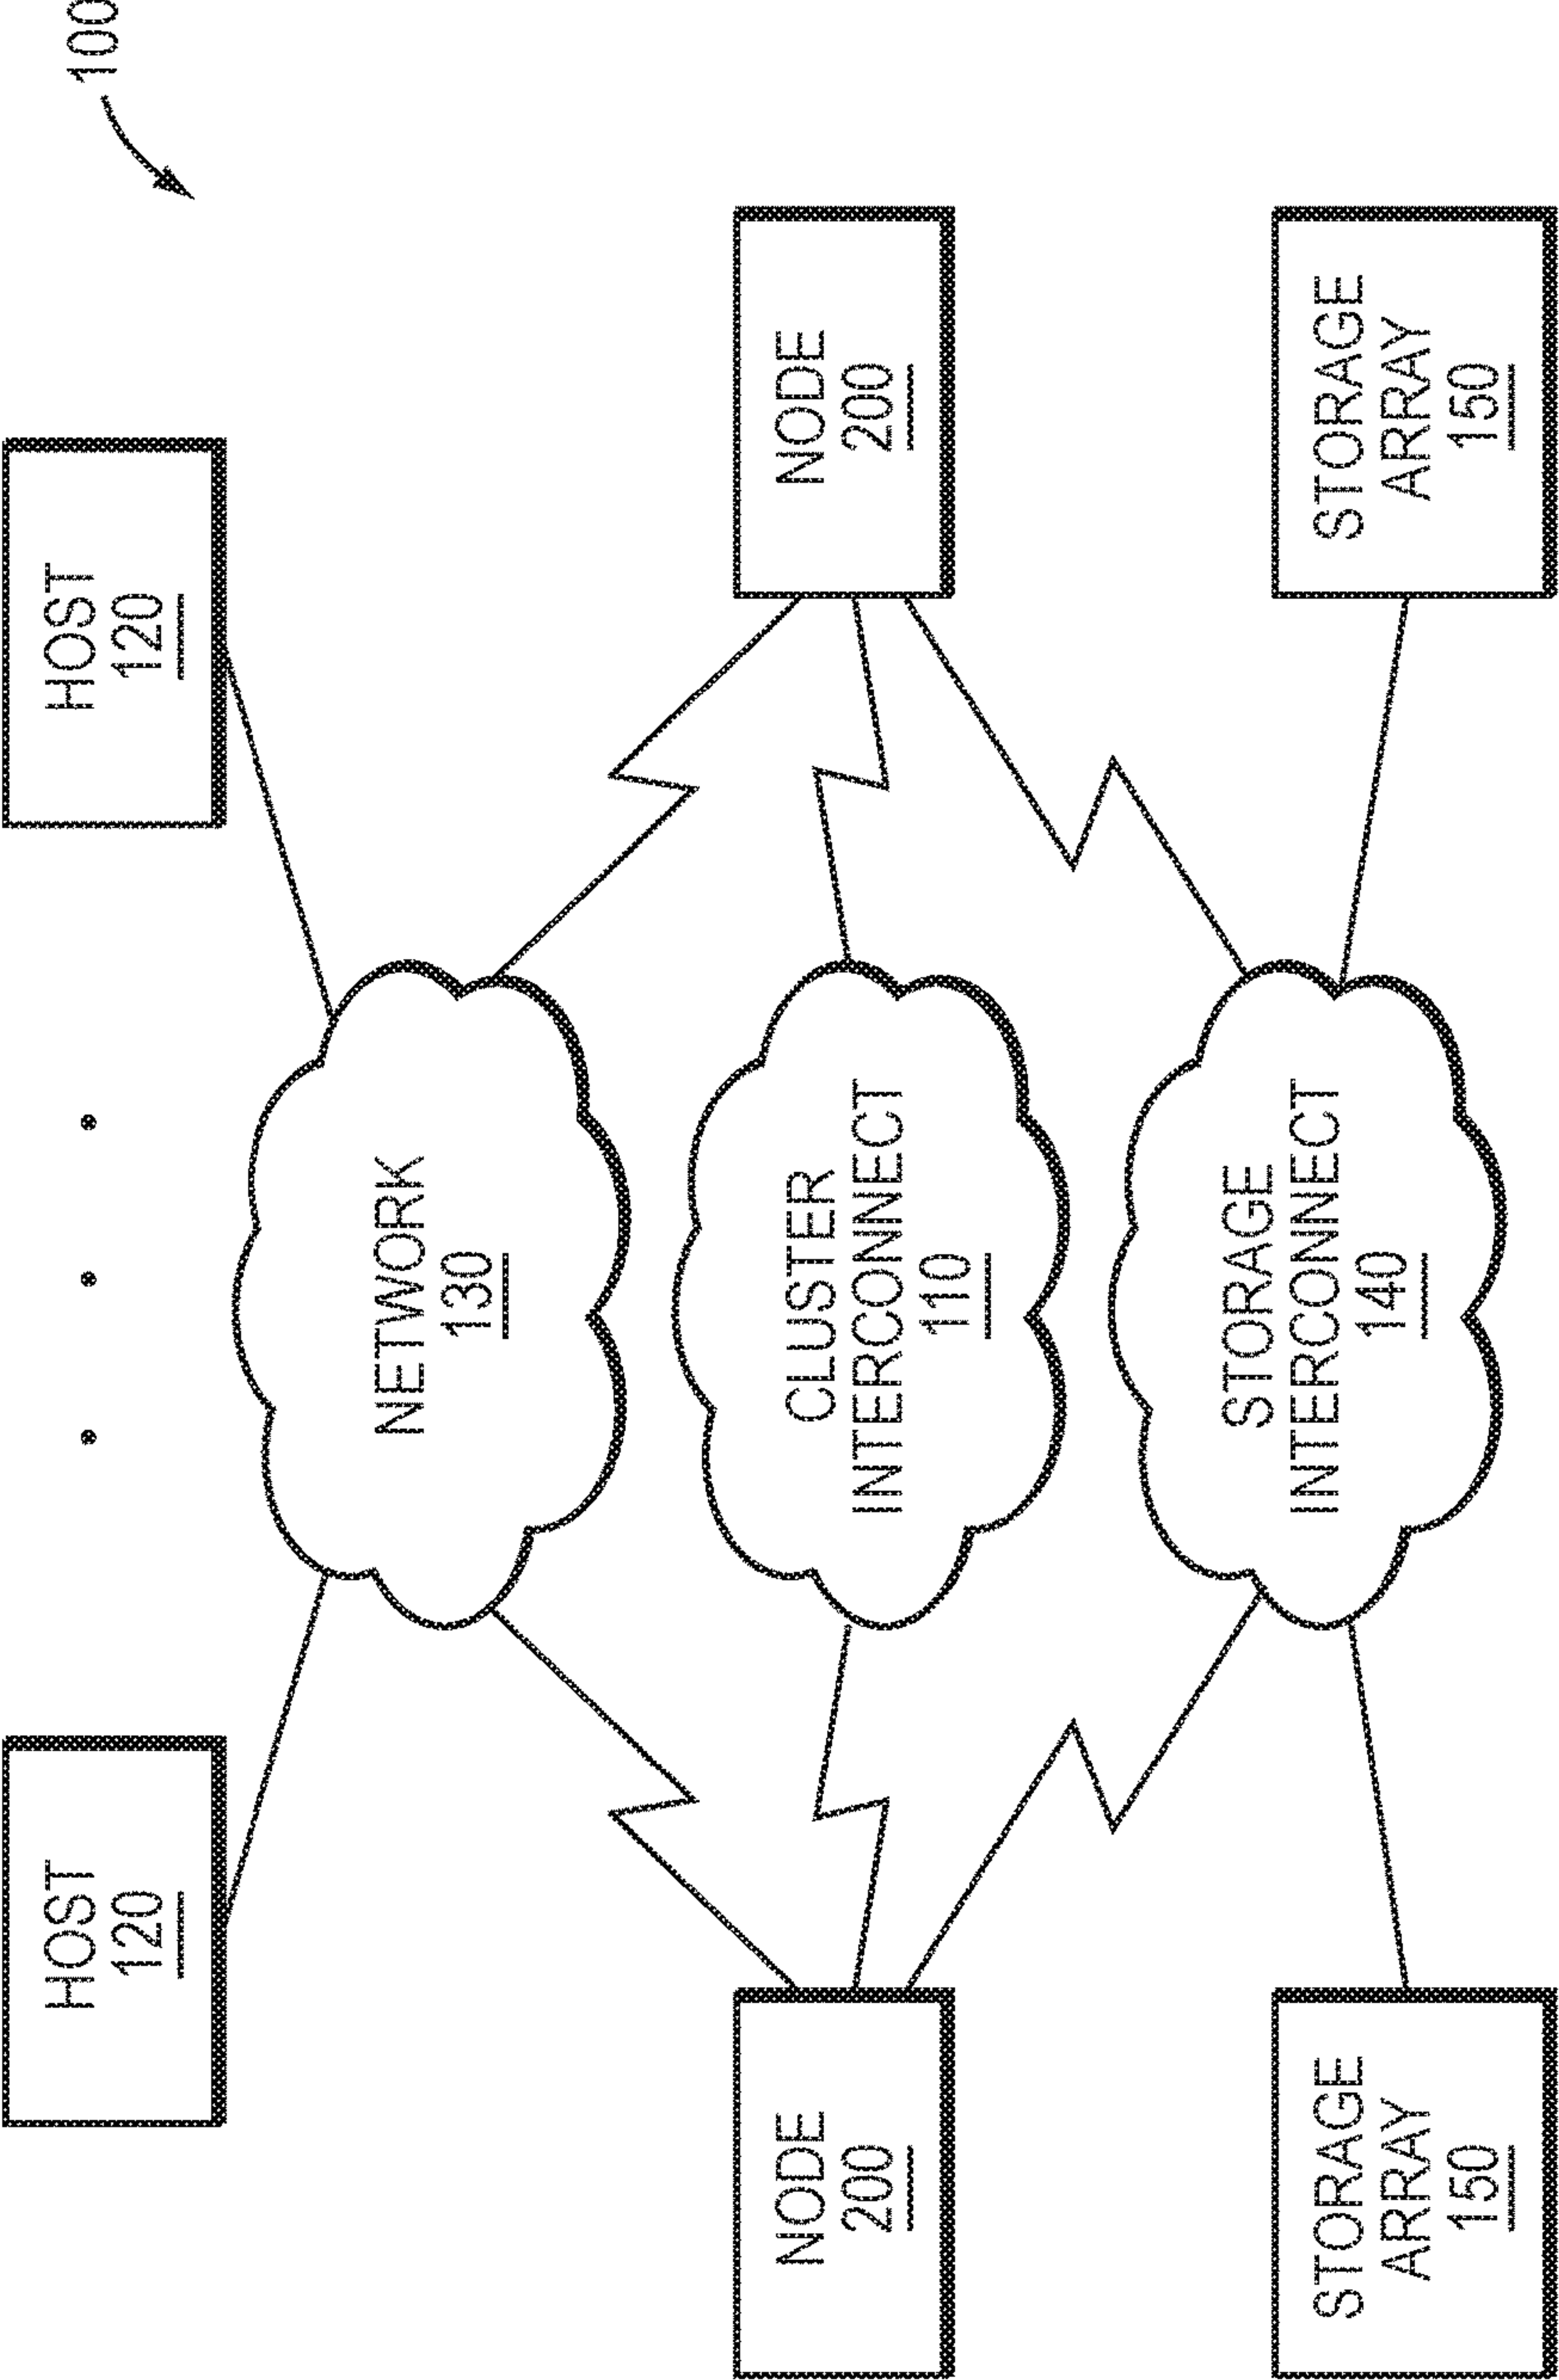 100
HOST
120
HOST
120
NETWORK
130
NODE
200
CLUSTER
INTERCONNECT
110
NODE
200
STORAGE
INTERCONNECT
140
STORAGE
ARRAY
150
STORAGE
ARRAY
150